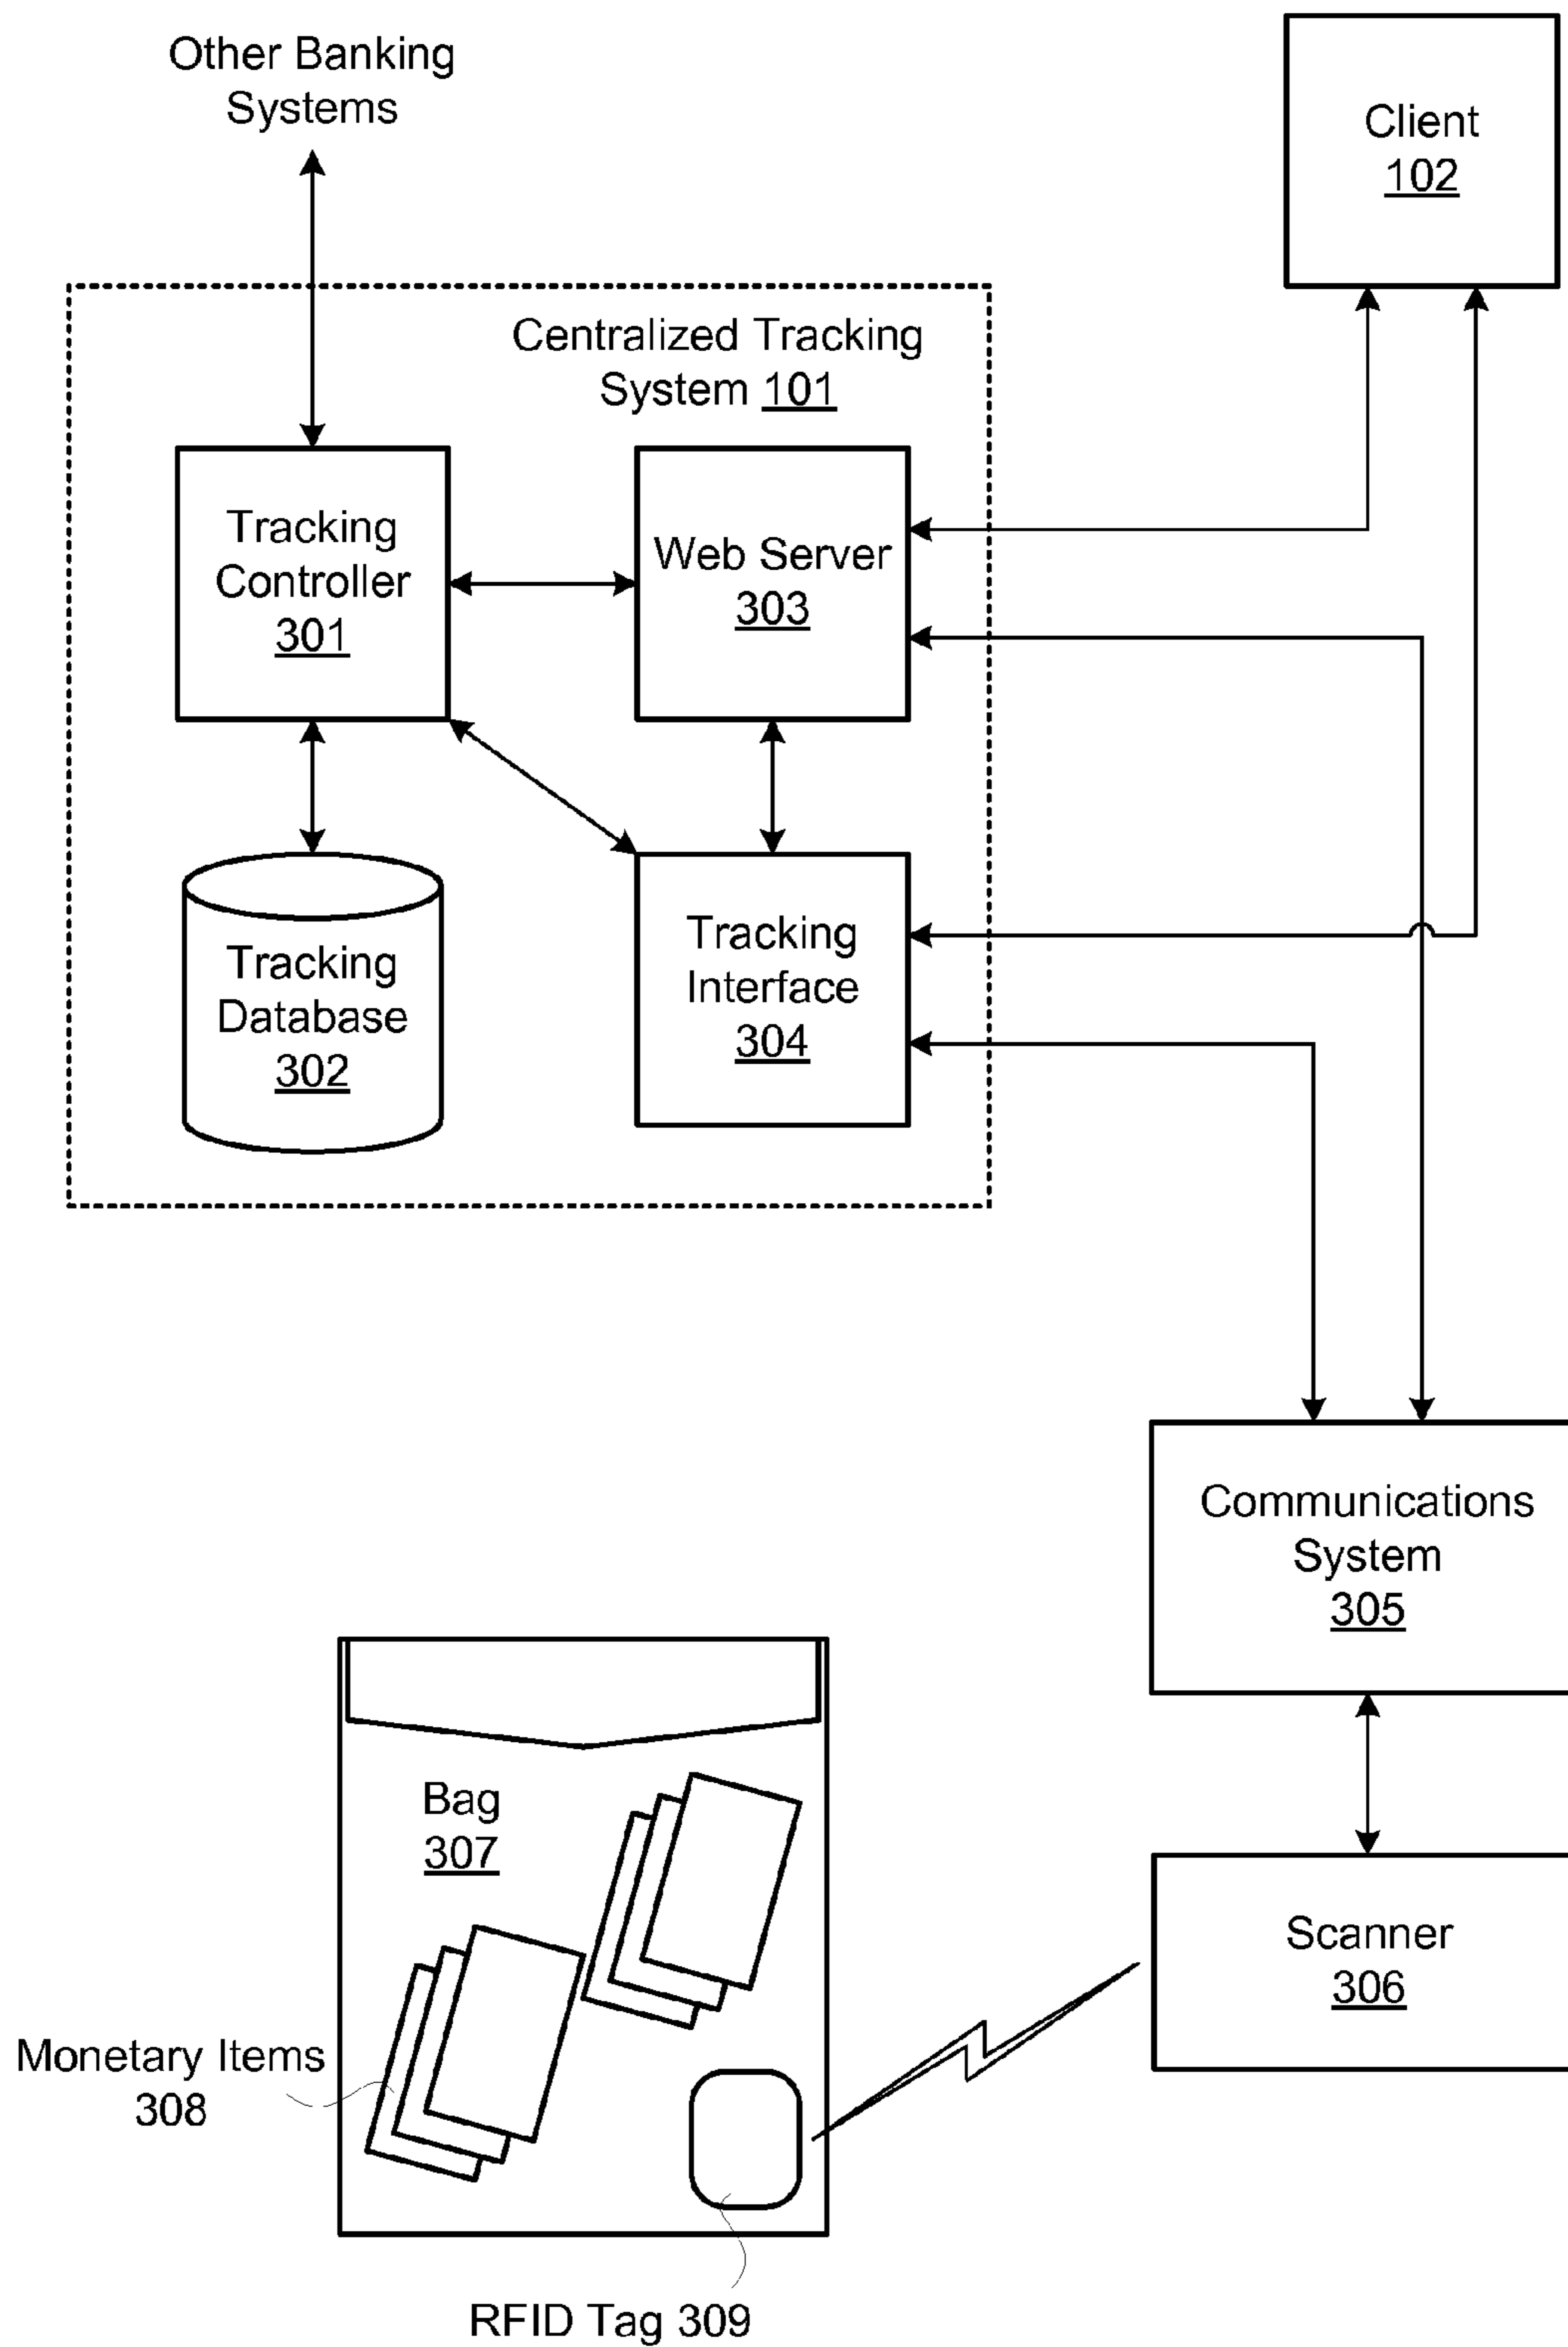 Other Banking
Systems
Client
102
Centralized Tracking
System 101
Tracking
Controller
301
Web Server
303
Tracking
Database
302
Tracking
Interface
304
Communications
System
305
Bag
307
Scanner
306
Monetary Items
308
RFID Tag 309